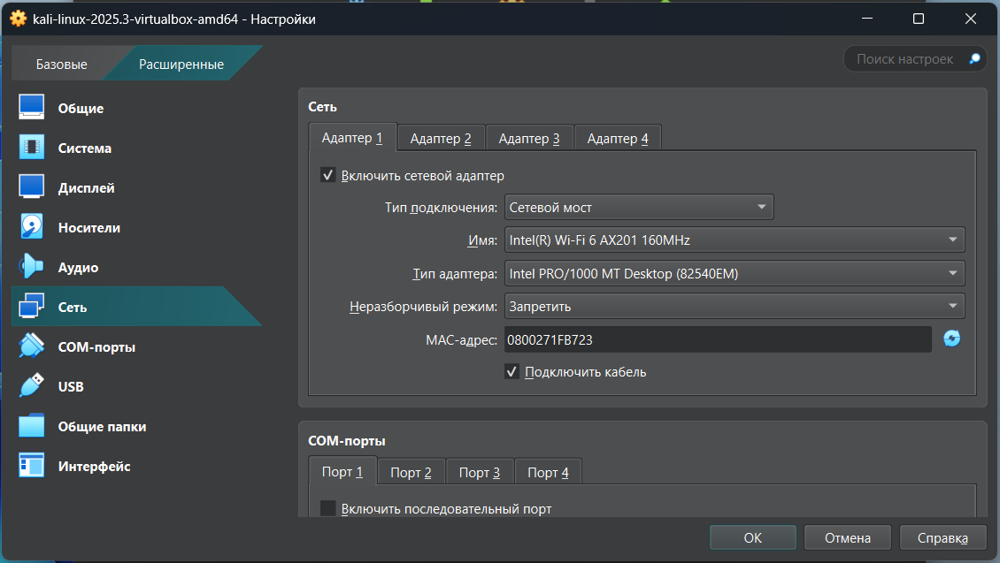 kali-linux-2025.3-virtualbox-amd64 - Настройки
Базовые Расширенные Поиск настроек
Общие
Система
Дисплей
Носители
Аудио
Сеть
COM-порты
USB
Общие папки
Интерфейс
Сеть
Адаптер 1 Адаптер 2 Адаптер 3 Адаптер 4
Включить сетевой адаптер
Тип подключения: Сетевой мост
Имя: Intel(R) Wi-Fi 6 AX201 160MHz
Тип адаптера: Intel PRO/1000 MT Desktop (82540EM)
Неразборчивый режим: Запретить
MAC-адрес: 0800271FB723
Подключить кабель
COM-порты
Порт 1 Порт 2 Порт 3 Порт 4
Включить последовательный порт
OK Отмена Справка